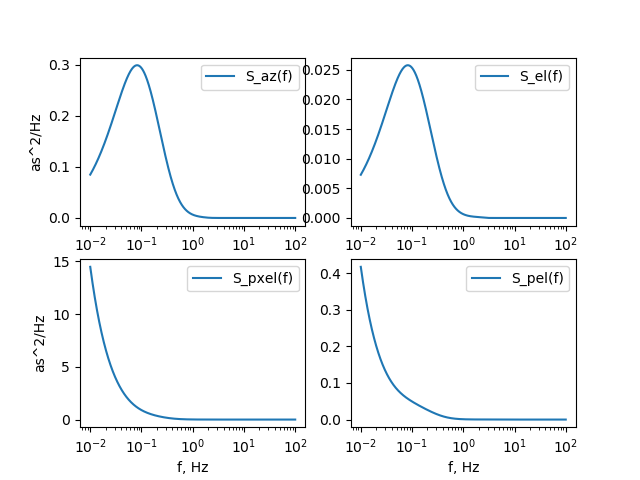 as^2/Hz
0.3
0.2
0.1
0.0
S_az(f)
10^-2 10^-1 10^0 10^1 10^2
0.025
0.020
0.015
0.010
0.005
0.000
S_el(f)
10^-2 10^-1 10^0 10^1 10^2
as^2/Hz
15
10
5
0
S_pxel(f)
10^-2 10^-1 10^0 10^1 10^2
f, Hz
0.4
0.3
0.2
0.1
0.0
S_pel(f)
10^-2 10^-1 10^0 10^1 10^2
f, Hz